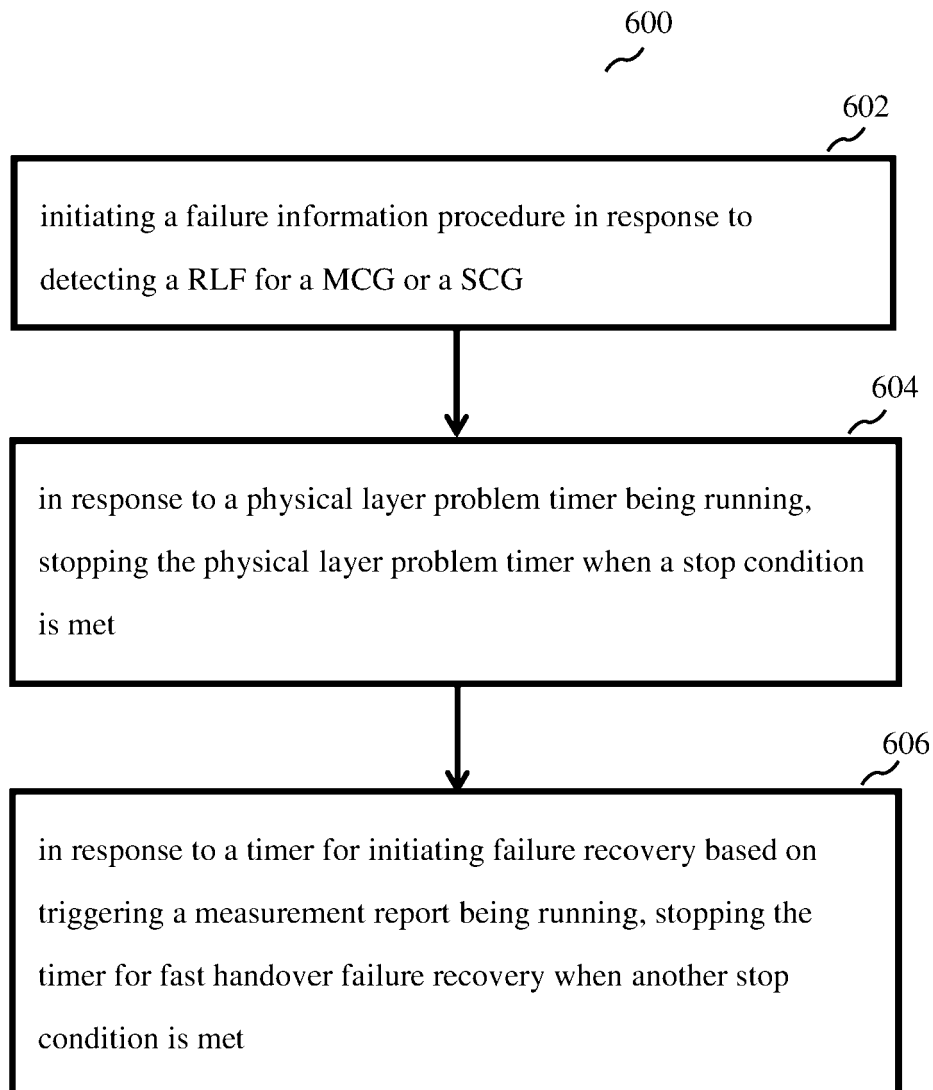 600
602
initiating a failure information procedure in response to
detecting a RLF for a MCG or a SCG
604
in response to a physical layer problem timer being running,
stopping the physical layer problem timer when a stop condition
is met
606
in response to a timer for initiating failure recovery based on
triggering a measurement report being running, stopping the
timer for fast handover failure recovery when another stop
condition is met